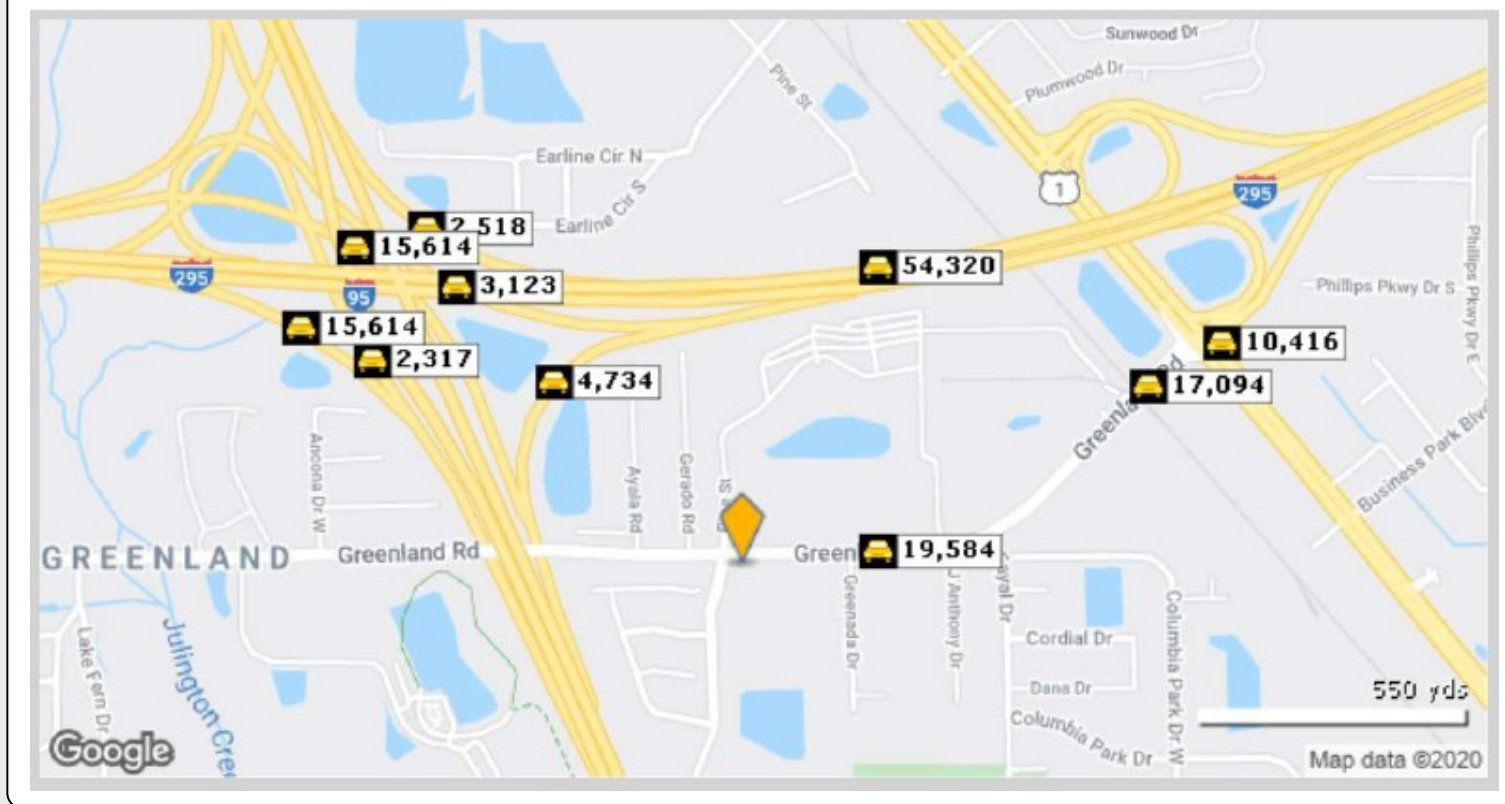 Sunwood Dr
Plumwood Dr
Pine St
Earline Cir N
Earline Cir S
1
295
2,518
15,614
54,320
295
3,123
95
Phillips Pkwy Dr S
Phillips Pkwy Dr E
15,614
2,317
4,734
10,416
17,094
Ancona Dr W
Ayala Rd
Gerado Rd
Business Park Blv
GREENLAND
Greenland Rd
Green
19,584
Greenada Dr
J Anthony Dr
Cordial Dr
Dana Dr
Columbia Park Dr W
Columbia Park Dr
Lake Fern Dr
Julington Cree
550 yds
Google
Map data ©2020